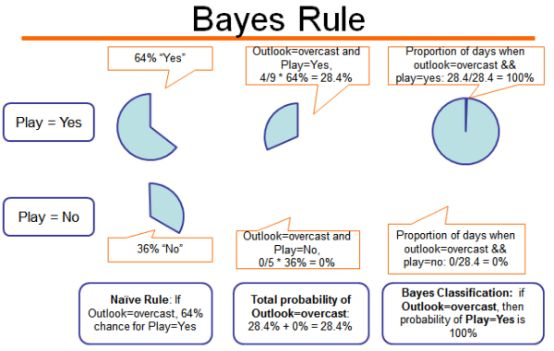 Bayes Rule
64% "Yes"
Outlook=overcast and
Play=Yes,
4/9 * 64% = 28.4%
Proportion of days when
outlook=overcast &&
play=yes: 28.4/28.4 = 100%
Play = Yes
Play = No
36% "No"
Outlook=overcast and
Play=No,
0/5 * 36% = 0%
Proportion of days when
outlook=overcast &&
play=no: 0/28.4 = 0%
Naïve Rule: If
Outlook=overcast, 64%
chance for Play=Yes
Total probability of
Outlook=overcast:
28.4% + 0% = 28.4%
Bayes Classification: if
Outlook=overcast, then
probability of Play=Yes is
100%